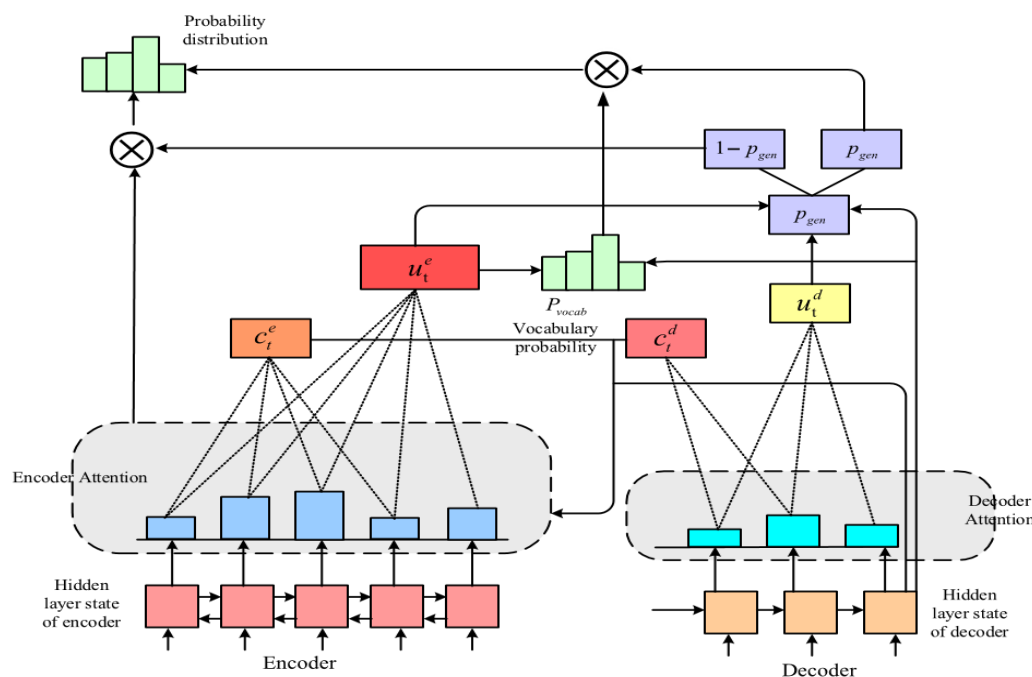 Probability
distribution
1 − p_gen
p_gen
p_gen
u_t^e
P_vocab
Vocabulary
probability
u_t^d
c_t^e
c_t^d
Encoder Attention
Decoder
Attention
Hidden
layer state
of encoder
Hidden
layer state
of decoder
Encoder
Decoder